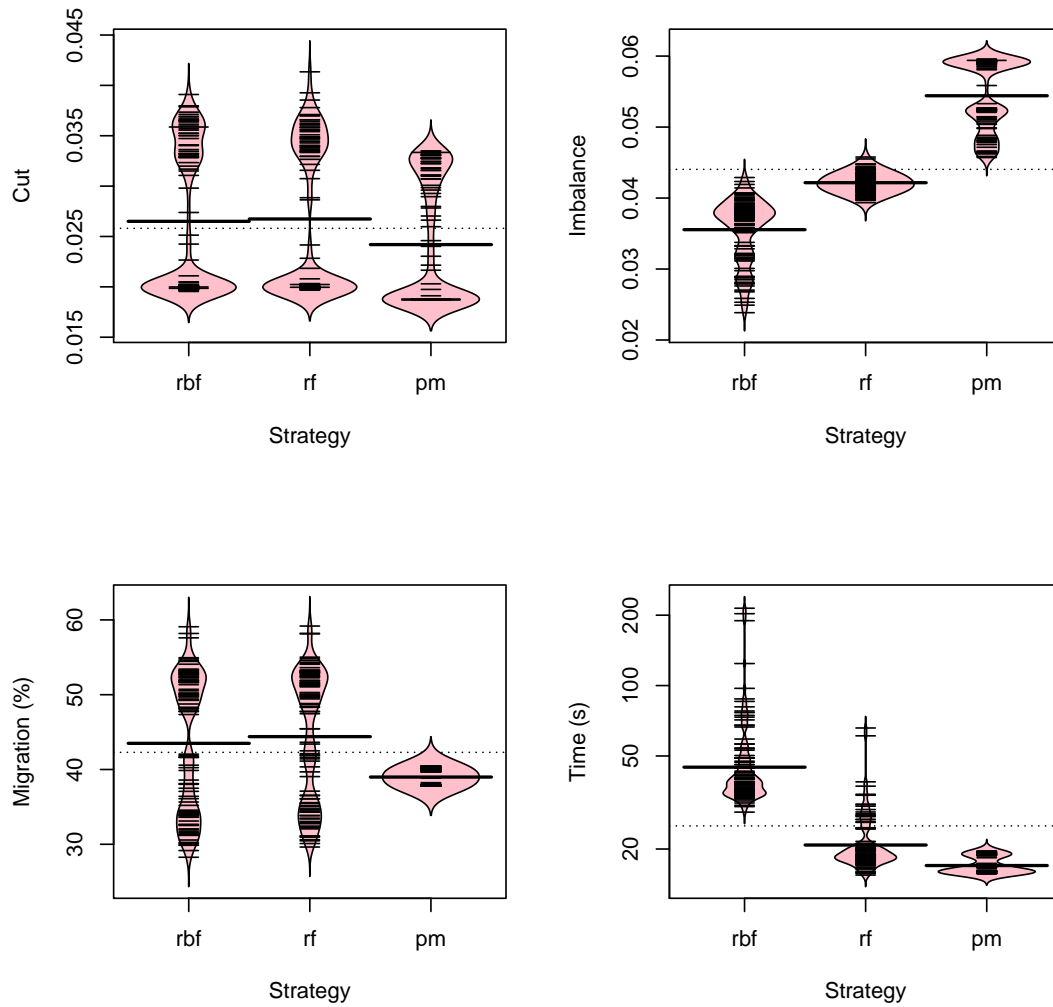 Cut
0.015
0.025
0.035
0.045
rbf
rf
pm
Strategy
Imbalance
0.02
0.03
0.04
0.05
0.06
rbf
rf
pm
Strategy
Migration (%)
30
40
50
60
rbf
rf
pm
Strategy
Time (s)
20
50
100
200
rbf
rf
pm
Strategy